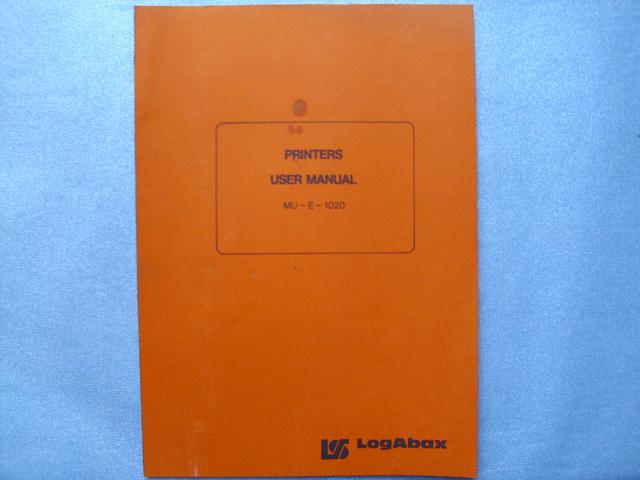 PRINTERS
USER MANUAL
MU - E - 1020
LogAbax